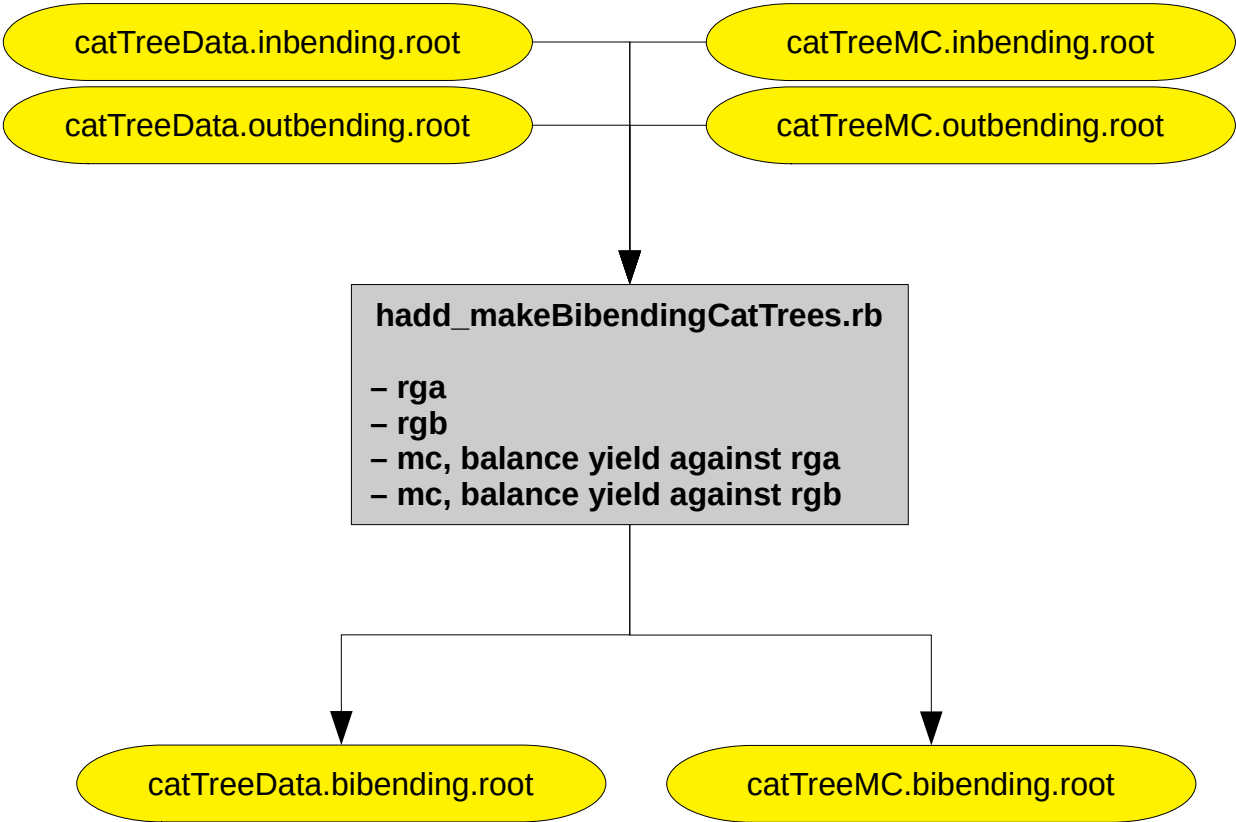 catTreeData.inbending.root
catTreeMC.inbending.root
catTreeData.outbending.root
catTreeMC.outbending.root
hadd_makeBibendingCatTrees.rb
– rga
– rgb
– mc, balance yield against rga
– mc, balance yield against rgb
catTreeData.bibending.root
catTreeMC.bibending.root